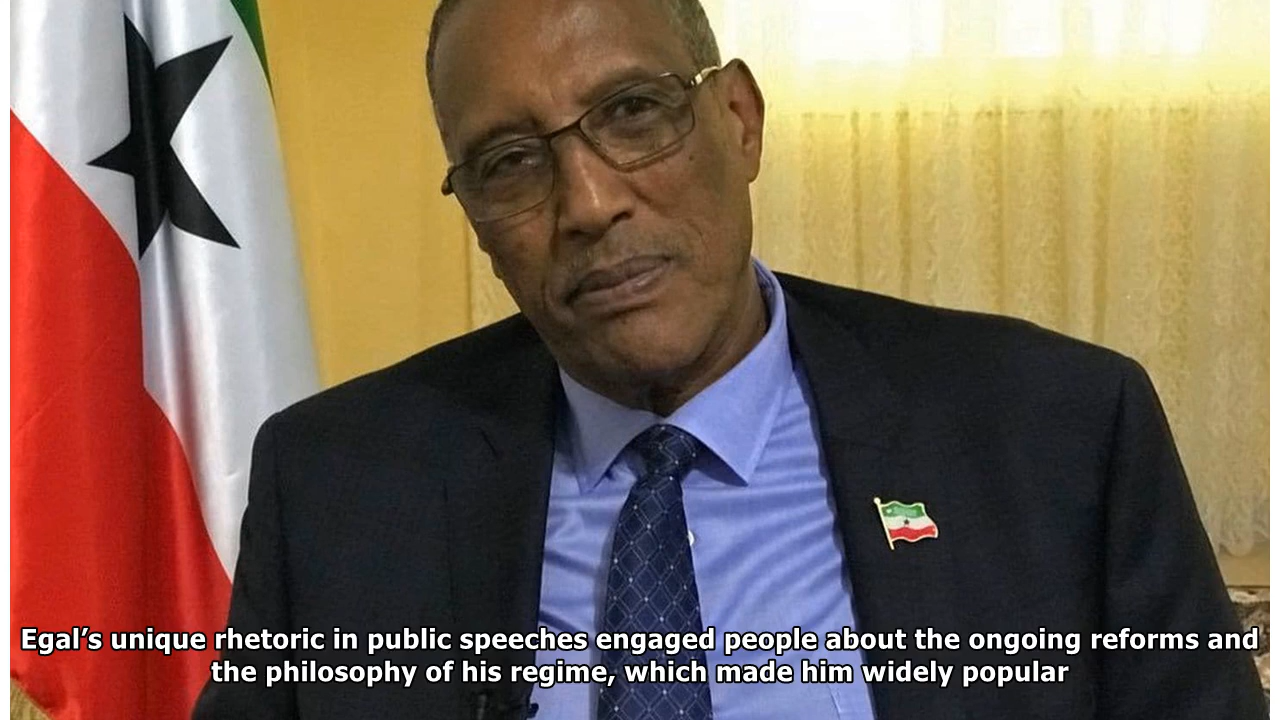 Egal’s unique rhetoric in public speeches engaged people about the ongoing reforms and
the philosophy of his regime, which made him widely popular